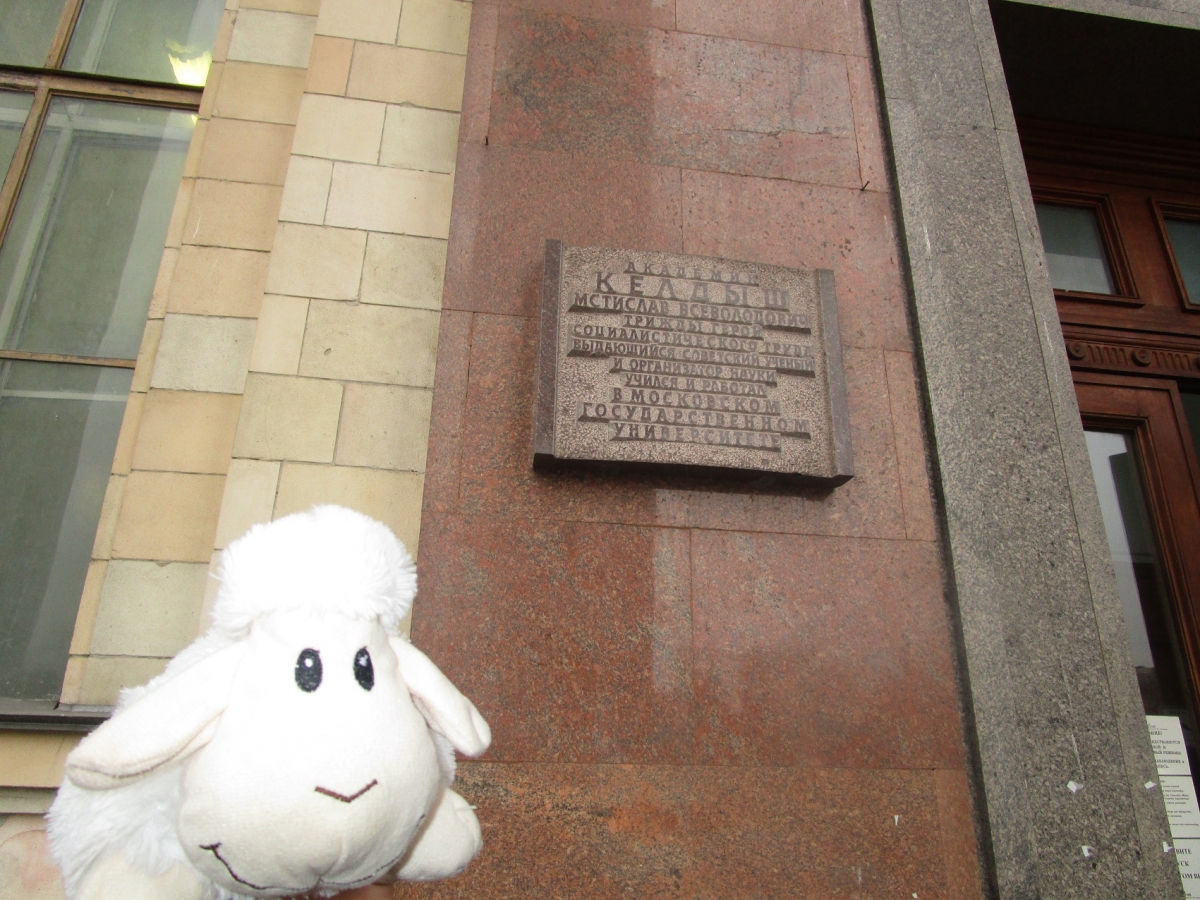 АКАДЕМИК
КЕЛДЫШ
МСТИСЛАВ ВСЕВОЛОДОВИЧ
ТРИЖДЫ ГЕРОЙ
СОЦИАЛИСТИЧЕСКОГО ТРУДА
ВЫДАЮЩИЙСЯ СОВЕТСКИЙ УЧЕНЫЙ
И ОРГАНИЗАТОР НАУКИ
УЧИЛСЯ И РАБОТАЛ
В МОСКОВСКОМ
ГОСУДАРСТВЕННОМ
УНИВЕРСИТЕТЕ